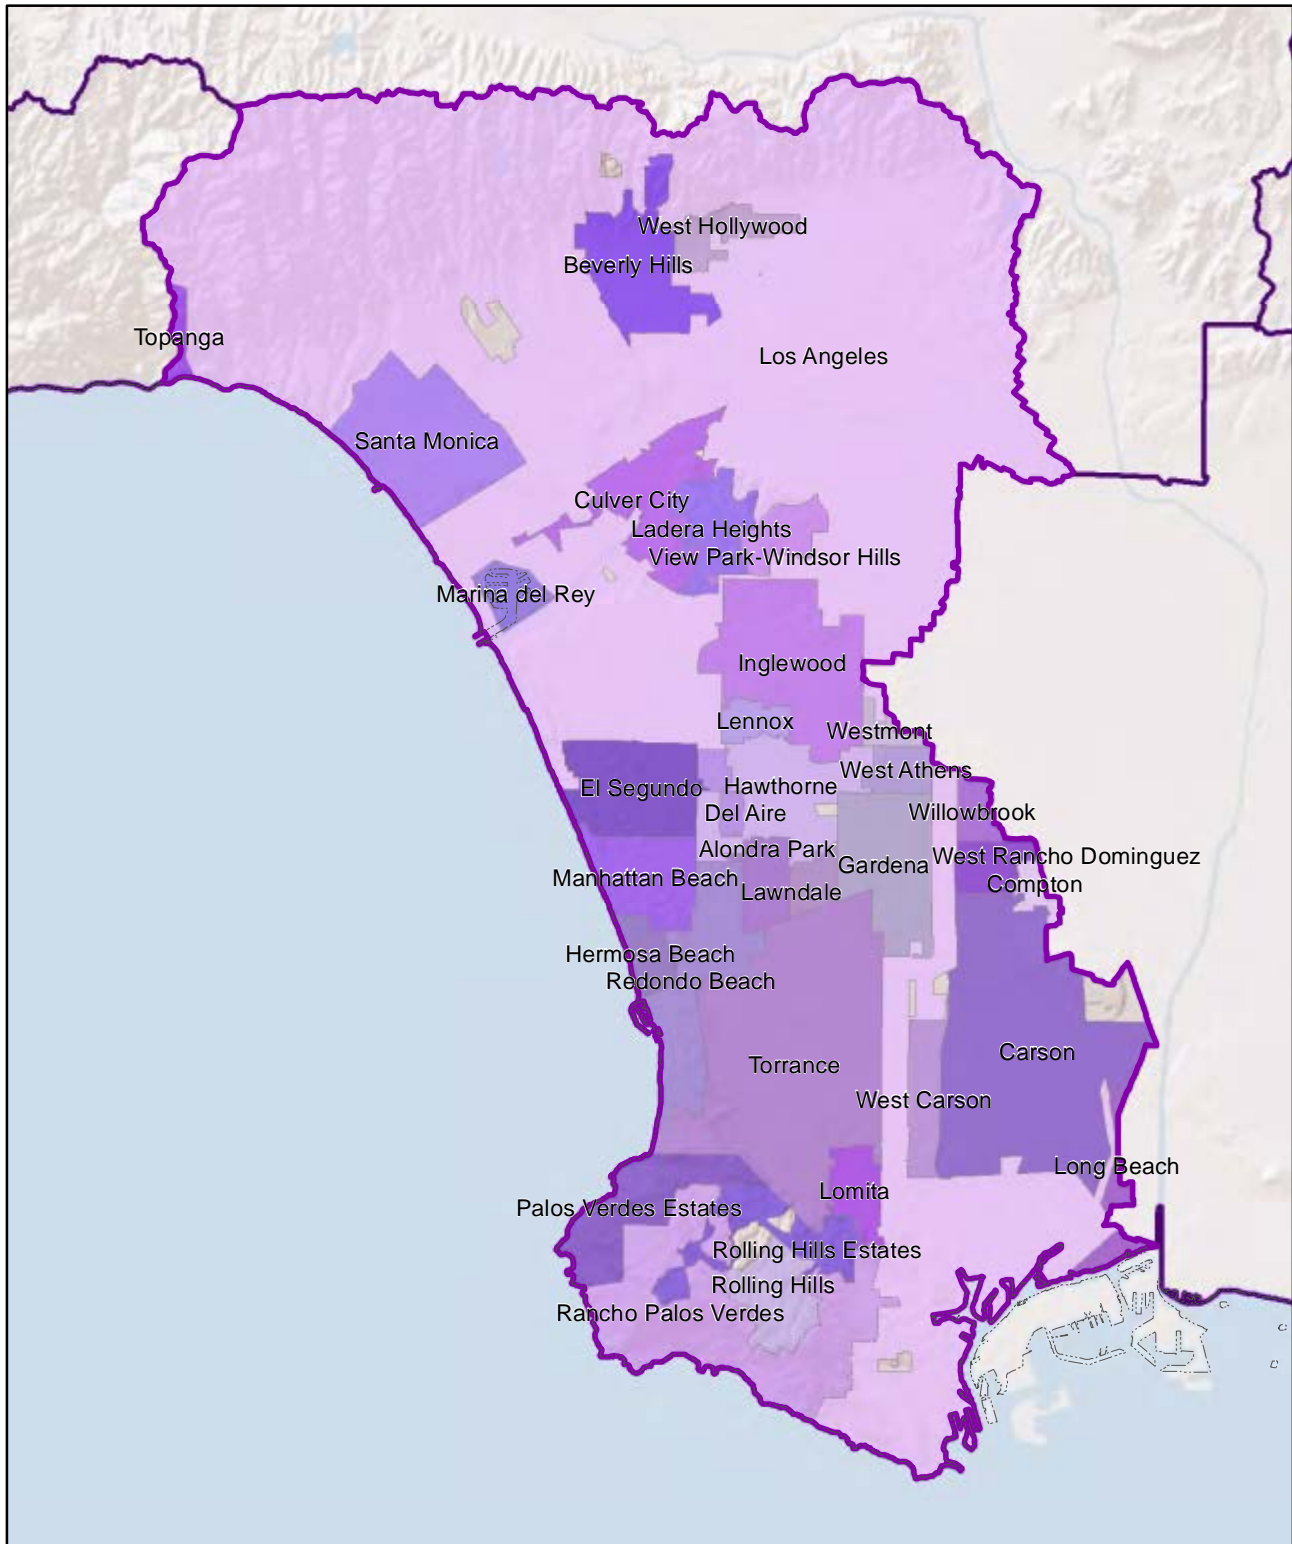 West Hollywood
Beverly Hills
Topanga
Los Angeles
Santa Monica
Culver City
Ladera Heights
View Park-Windsor Hills
Marina del Rey
Inglewood
Lennox
Westmont
West Athens
El Segundo
Hawthorne
Del Aire
Willowbrook
Alondra Park
West Rancho Dominguez
Gardena
Manhattan Beach
Compton
Lawndale
Hermosa Beach
Redondo Beach
Carson
Torrance
West Carson
Long Beach
Lomita
Palos Verdes Estates
Rolling Hills Estates
Rolling Hills
Rancho Palos Verdes